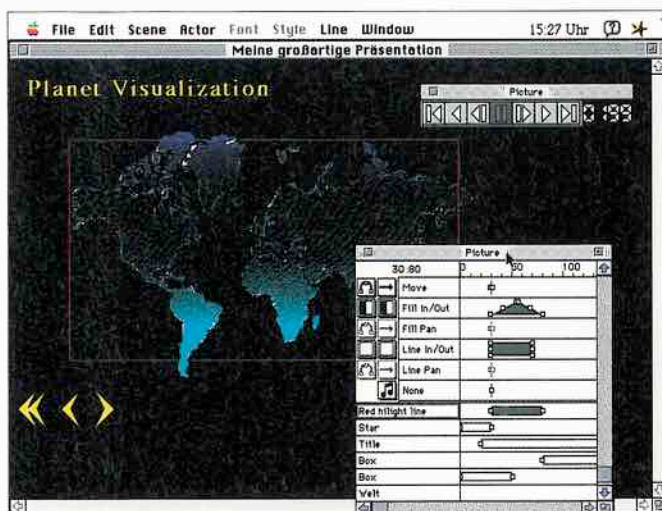 File Edit Scene Actor Font Style Line Window 15:27 Uhr
Meine großartige Präsentation
Planet Visualization
Picture
0199
Picture
30:80 0 50 100
Move
Fill In/Out
Fill Pan
Line In/Out
Line Pan
None
Red hilight line
Star
Title
Box
Box
Welt